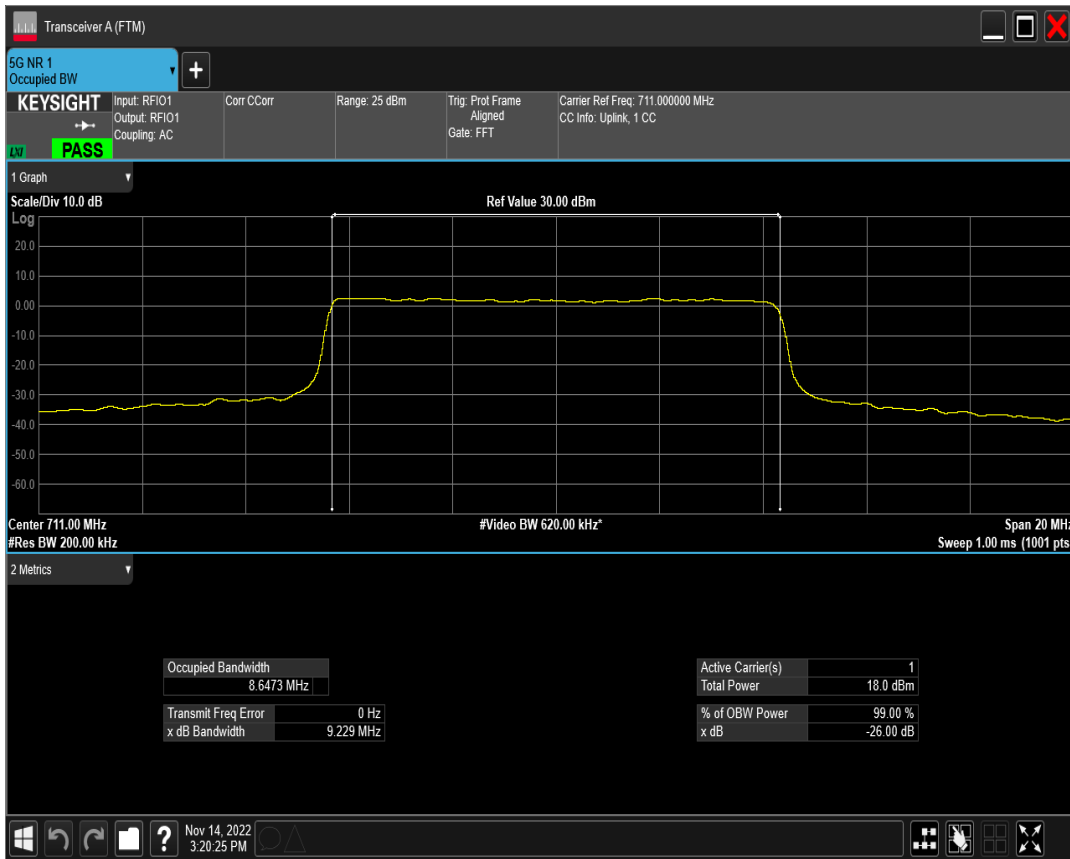 Transceiver A (FTM)
5G NR 1
Occupied BW
+
KEYSIGHT
LXI
PASS
Input: RFIO1
Output: RFIO1
Coupling: AC
Corr CCorr
Range: 25 dBm
Trig: Prot Frame
Aligned
Gate: FFT
Carrier Ref Freq: 711.000000 MHz
CC Info: Uplink, 1 CC
1 Graph
Scale/Div 10.0 dB
Ref Value 30.00 dBm
Log
20.0
10.0
0.00
-10.0
-20.0
-30.0
-40.0
-50.0
-60.0
Center 711.00 MHz
#Video BW 620.00 kHz*
Span 20 MHz
#Res BW 200.00 kHz
Sweep 1.00 ms (1001 pts
2 Metrics
Occupied Bandwidth
8.6473 MHz
Transmit Freq Error 0 Hz
x dB Bandwidth 9.229 MHz
Active Carrier(s) 1
Total Power 18.0 dBm
% of OBW Power 99.00 %
x dB -26.00 dB
?
Nov 14, 2022
3:20:25 PM